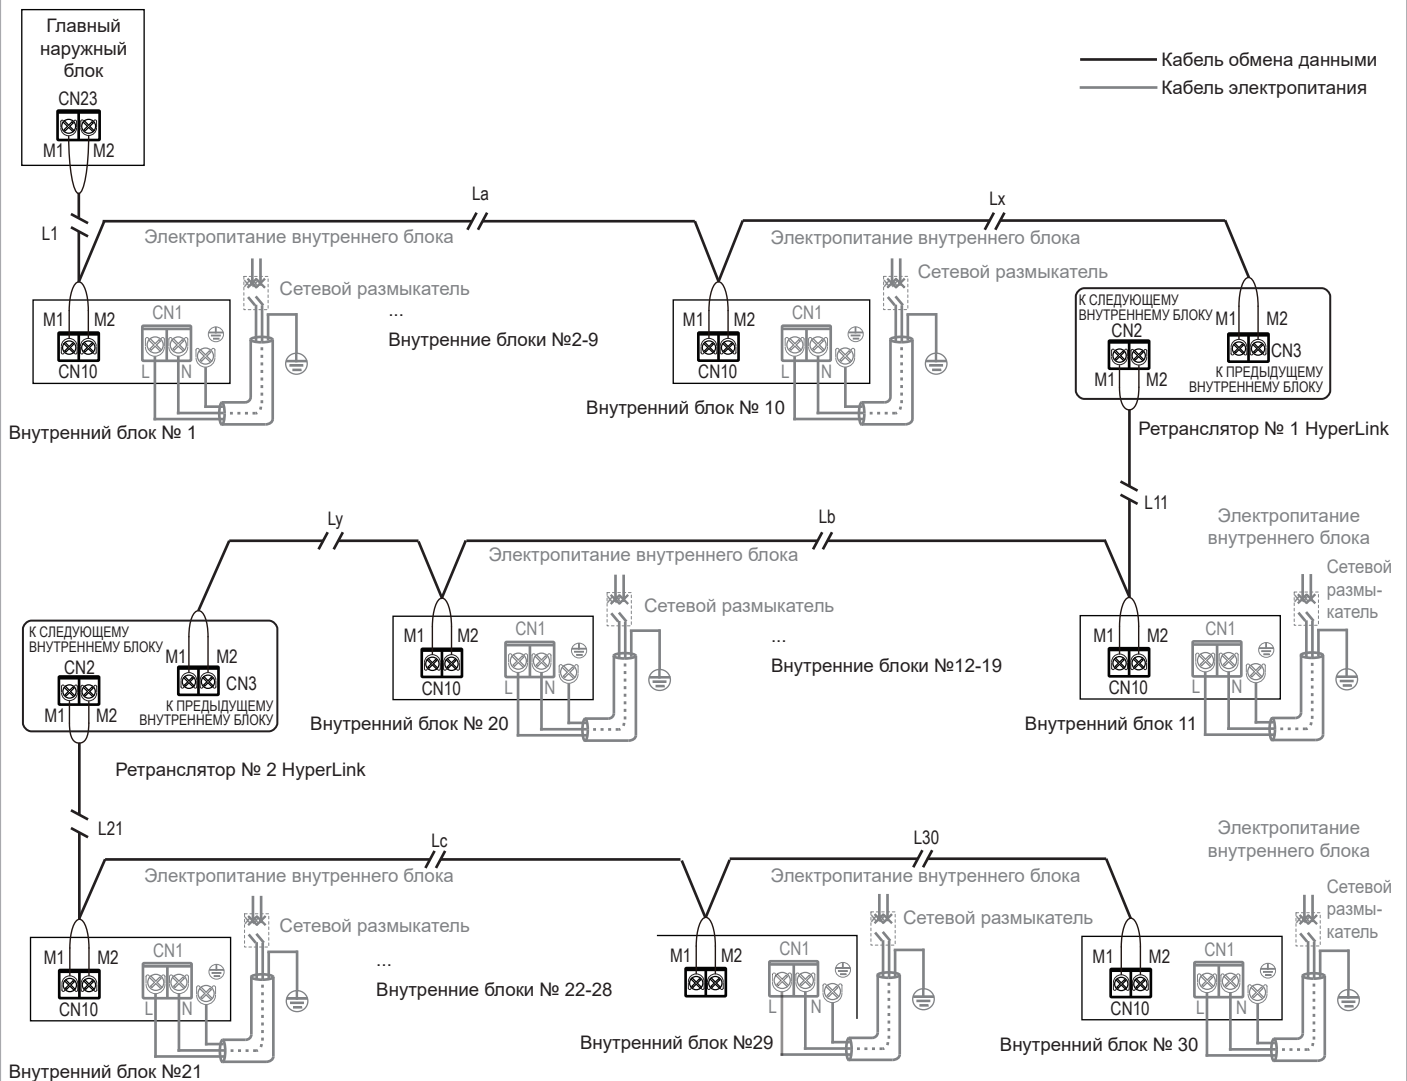 Главный
наружный
блок
CN23
M1 M2
Кабель обмена данными
Кабель электропитания
L1
La
Lx
Электропитание внутреннего блока
Сетевой размыкатель
M1 M2
CN10
CN1
L N
...
Внутренние блоки №2-9
Внутренний блок № 1
Электропитание внутреннего блока
Сетевой размыкатель
M1 M2
CN10
CN1
L N
Внутренний блок № 10
К СЛЕДУЮЩЕМУ
ВНУТРЕННЕМУ БЛОКУ
CN2
M1 M2
M1 M2
CN3
К ПРЕДЫДУЩЕМУ
ВНУТРЕННЕМУ БЛОКУ
Ретранслятор № 1 HyperLink
L11
Ly
Lb
К СЛЕДУЮЩЕМУ
ВНУТРЕННЕМУ БЛОКУ
CN2
M1 M2
M1 M2
CN3
К ПРЕДЫДУЩЕМУ
ВНУТРЕННЕМУ БЛОКУ
Ретранслятор № 2 HyperLink
Электропитание внутреннего блока
Сетевой размыкатель
M1 M2
CN10
CN1
L N
Внутренний блок № 20
...
Внутренние блоки №12-19
Электропитание
внутреннего блока
Сетевой
размы-
катель
M1 M2
CN10
CN1
L N
Внутренний блок 11
L21
Lc
L30
Электропитание внутреннего блока
Сетевой размыкатель
M1 M2
CN10
CN1
L N
Внутренний блок №21
...
Внутренние блоки № 22-28
Электропитание внутреннего блока
Сетевой размыкатель
M1 M2
CN1
L N
Внутренний блок №29
Электропитание
внутреннего блока
Сетевой
размы-
катель
M1 M2
CN10
CN1
L N
Внутренний блок № 30